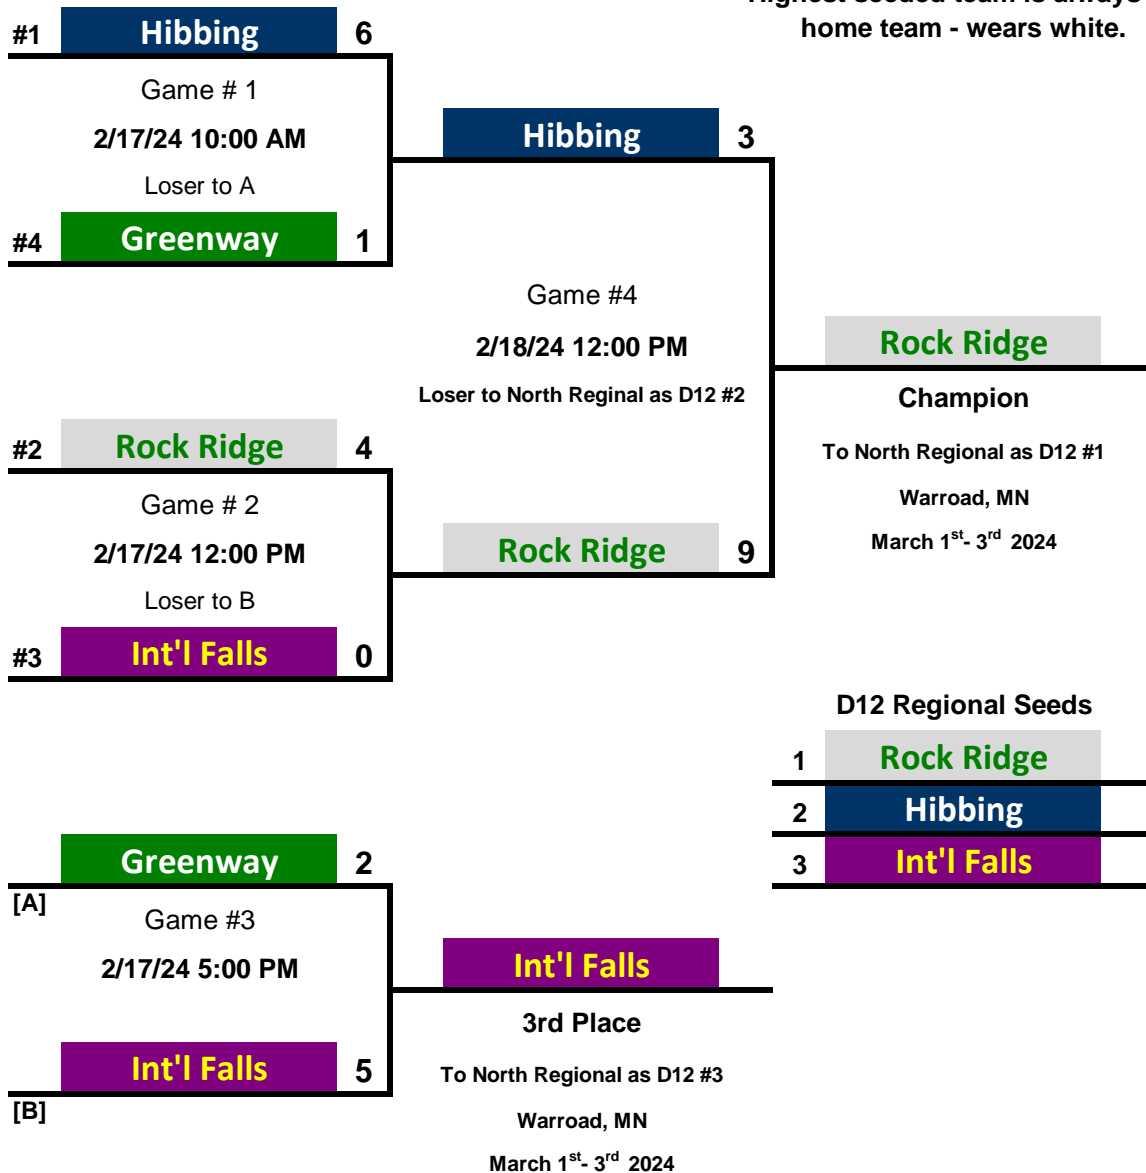 Highest seeded team is always
home team - wears white.
#1 Hibbing 6
Game # 1
2/17/24 10:00 AM
Loser to A
#4 Greenway 1
Hibbing 3
Game #4
2/18/24 12:00 PM
Loser to North Reginal as D12 #2
Rock Ridge 9
#2 Rock Ridge 4
Game # 2
2/17/24 12:00 PM
Loser to B
#3 Int'l Falls 0
Rock Ridge
Champion
To North Regional as D12 #1
Warroad, MN
March 1st- 3rd 2024
D12 Regional Seeds
1 Rock Ridge
2 Hibbing
3 Int'l Falls
Greenway 2
[A]
Game #3
2/17/24 5:00 PM
Int'l Falls 5
[B]
Int'l Falls
3rd Place
To North Regional as D12 #3
Warroad, MN
March 1st- 3rd 2024